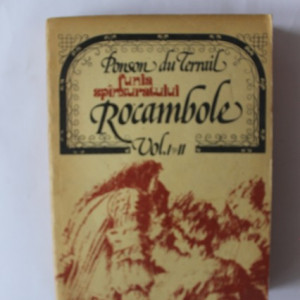 Ponson du Terrail
funia
spînzuratului
Rocambole
Vol. I-II